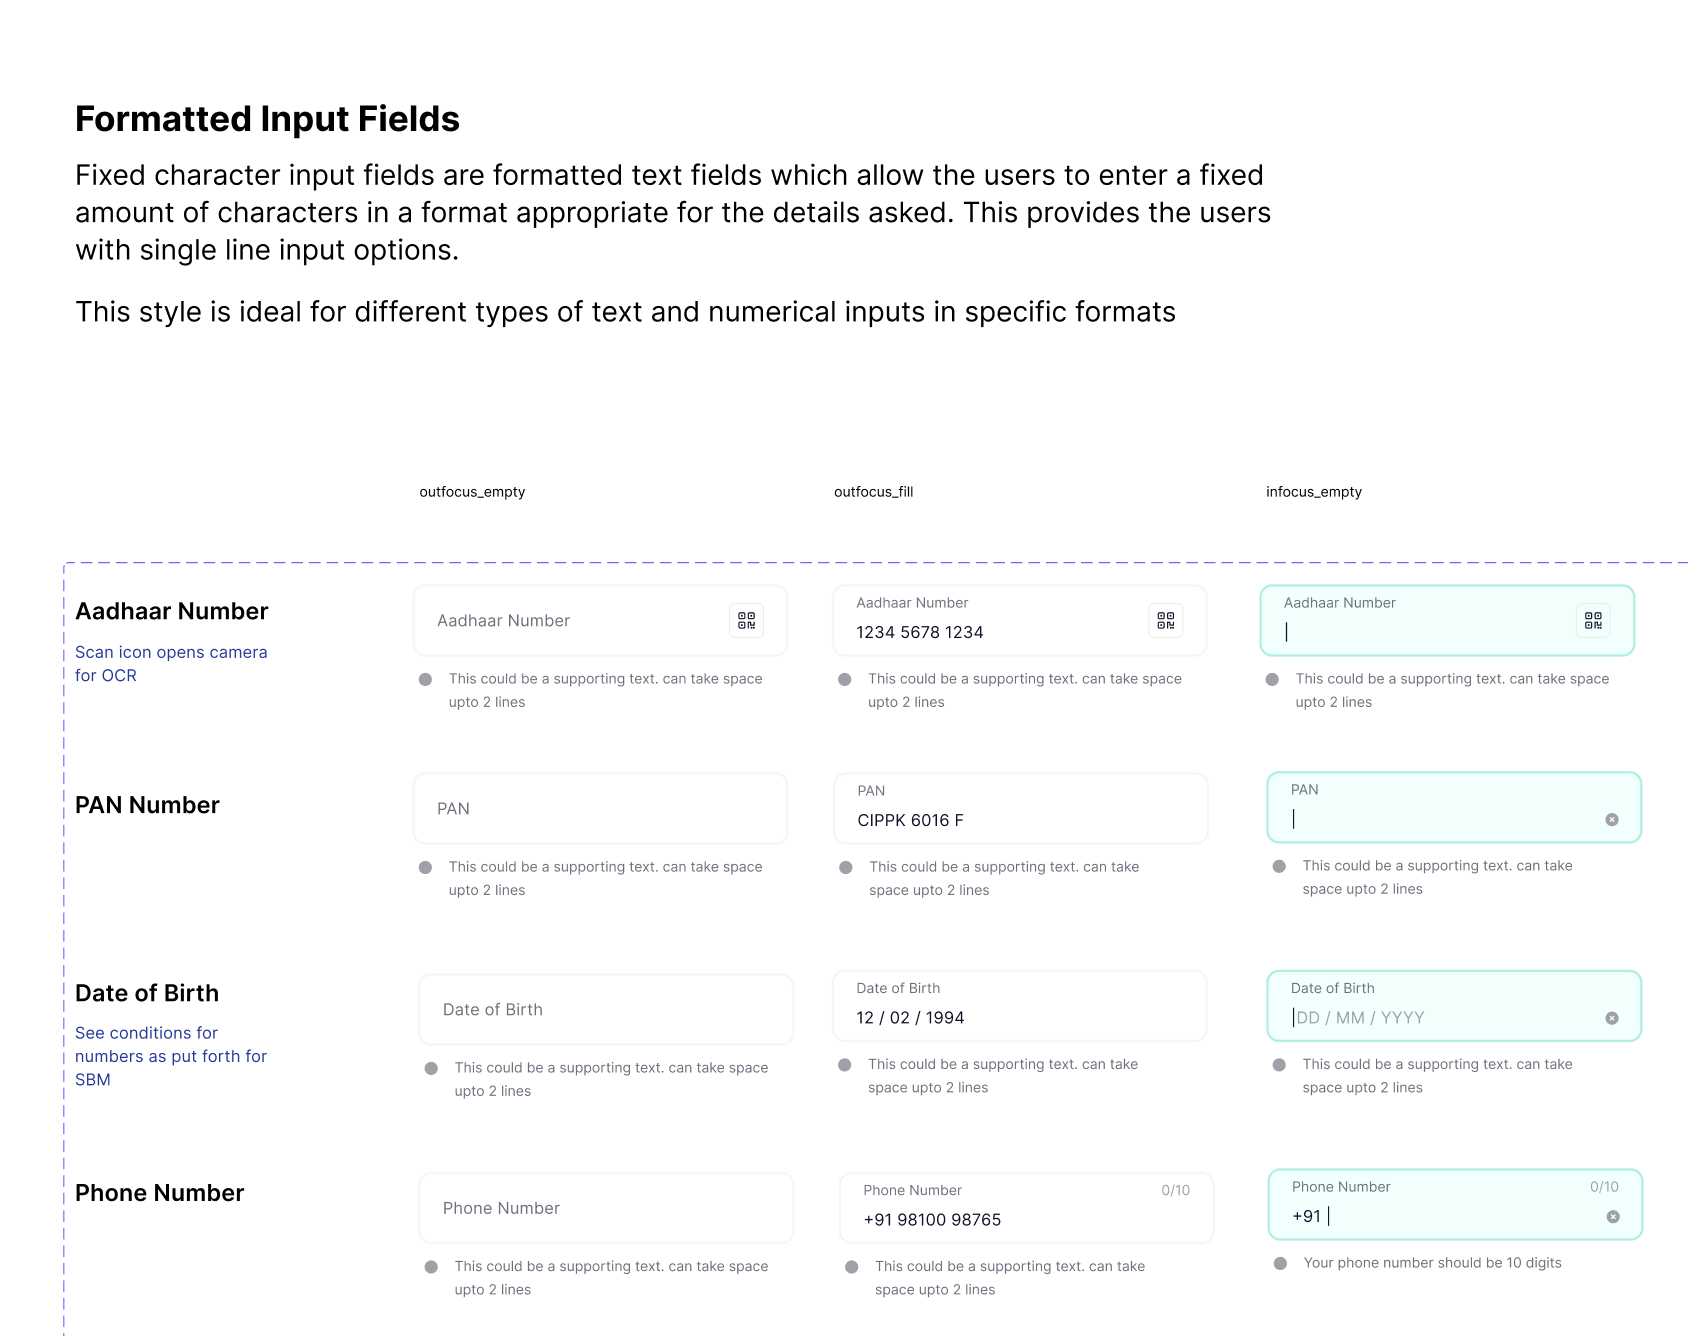 Formatted Input Fields
Fixed character input fields are formatted text fields which allow the users to enter a fixed
amount of characters in a format appropriate for the details asked. This provides the users
with single line input options.
This style is ideal for different types of text and numerical inputs in specific formats
outfocus_empty
outfocus_fill
infocus_empty
Aadhaar Number
Scan icon opens camera
for OCR
Aadhaar Number
This could be a supporting text. can take space
upto 2 lines
Aadhaar Number
1234 5678 1234
This could be a supporting text. can take space
upto 2 lines
Aadhaar Number
This could be a supporting text. can take space
upto 2 lines
PAN Number
PAN
This could be a supporting text. can take space
upto 2 lines
PAN
CIPPK 6016 F
This could be a supporting text. can take
space upto 2 lines
PAN
This could be a supporting text. can take
space upto 2 lines
Date of Birth
See conditions for
numbers as put forth for
SBM
Date of Birth
This could be a supporting text. can take space
upto 2 lines
Date of Birth
12 / 02 / 1994
This could be a supporting text. can take
space upto 2 lines
Date of Birth
DD / MM / YYYY
This could be a supporting text. can take
space upto 2 lines
Phone Number
Phone Number
This could be a supporting text. can take space
upto 2 lines
Phone Number 0/10
+91 98100 98765
This could be a supporting text. can take
space upto 2 lines
Phone Number 0/10
+91
Your phone number should be 10 digits